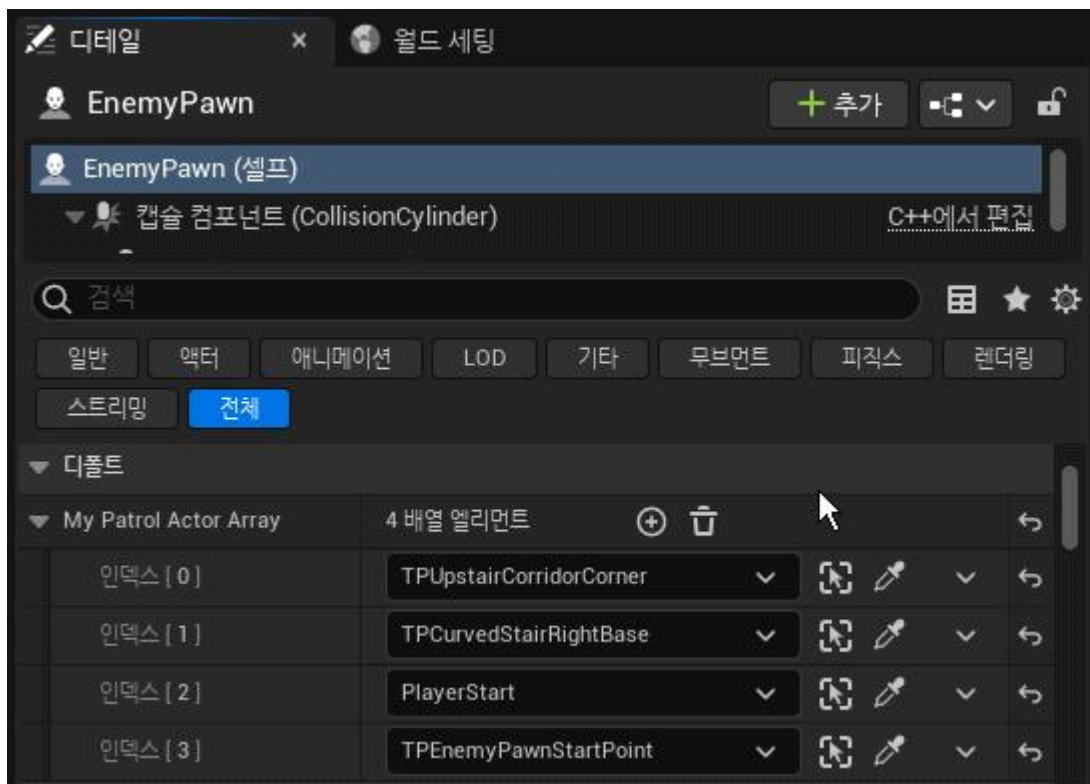 디테일 × 월드 세팅
EnemyPawn + 추가
EnemyPawn (셀프)
캡슐 컴포넌트 (CollisionCylinder) C++에서 편집
검색
일반 액터 애니메이션 LOD 기타 무브먼트 피직스 렌더링
스트리밍 전체
디폴트
My Patrol Actor Array 4 배열 엘리먼트
인덱스 [ 0 ] TPUpstairCorridorCorner
인덱스 [ 1 ] TPCurvedStairRightBase
인덱스 [ 2 ] PlayerStart
인덱스 [ 3 ] TPEnemyPawnStartPoint